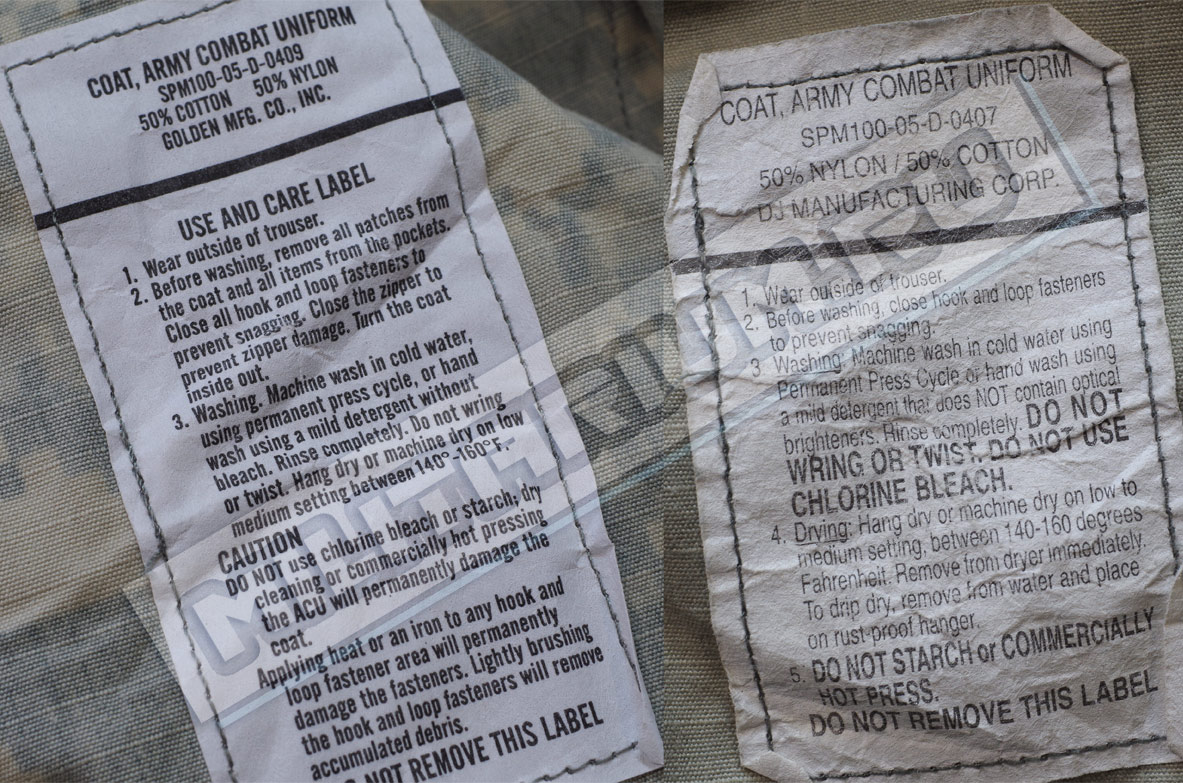 COAT, ARMY COMBAT UNIFORM
SPM100-05-D-0409
50% COTTON 50% NYLON
GOLDEN MFG. CO., INC.
USE AND CARE LABEL
1. Wear outside of trouser.
2. Before washing, remove all patches from
the coat and all items from the pockets.
Close all hook and loop fasteners to
prevent snagging. Close the zipper to
prevent zipper damage. Turn the coat
inside out.
3. Washing. Machine wash in cold water,
using permanent press cycle, or hand
wash using a mild detergent without
bleach. Rinse completely. Do not wring
or twist. Hang dry or machine dry on low
medium setting between 140°-160°F.
CAUTION
DO NOT use chlorine bleach or starch; dry
cleaning or commercially hot pressing
the ACU will permanently damage the
coat.
Applying heat or an iron to any hook and
loop fastener area will permanently
damage the fasteners. Lightly brushing
the hook and loop fasteners will remove
accumulated debris.
NOT REMOVE THIS LABEL
COAT, ARMY COMBAT UNIFORM
SPM100-05-D-0407
50% NYLON / 50% COTTON
DJ MANUFACTURING CORP.
1. Wear outside of trouser.
2. Before washing, close hook and loop fasteners
to prevent snagging.
3 Washing: Machine wash in cold water using
Permanent Press Cycle or hand wash using
a mild detergent that does NOT contain optical
brighteners. Rinse completely. DO NOT
WRING OR TWIST. DO NOT USE
CHLORINE BLEACH.
4. Drying: Hang dry or machine dry on low to
medium setting, between 140-160 degrees
Fahrenheit. Remove from dryer immediately.
To drip dry, remove from water and place
on rust proof hanger.
5. DO NOT STARCH or COMMERCIALLY
HOT PRESS.
DO NOT REMOVE THIS LABEL